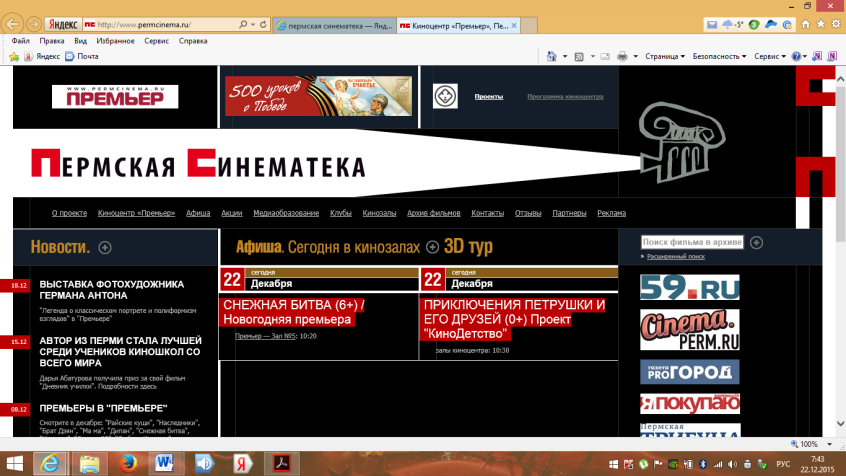 http://www.permcinema.ru/
пермская синематека — Янд...
Киноцентр «Премьер», Пе...
-5°
3
Файл Правка Вид Избранное Сервис Справка
Яндекс Почта
Страница Безопасность Сервис
WWW.PERMCINEMA.RU
ПРЕМЬЕР
500 уроков о Победе
Проекты
Программа киноцентра
ПЕРМСКАЯ СИНЕМАТЕКА
О проекте Киноцентр «Премьер» Афиша Акции Медиаобразование Клубы Кинозалы Архив фильмов Контакты Отзывы Партнеры Реклама
Новости.
18.12
ВЫСТАВКА ФОТОХУДОЖНИКА
ГЕРМАНА АНТОНА
"Легенда о классическом портрете и полиформизм
взглядов" в "Премьере"
15.12
АВТОР ИЗ ПЕРМИ СТАЛА ЛУЧШЕЙ
СРЕДИ УЧЕНИКОВ КИНОШКОЛ СО
ВСЕГО МИРА
Дарья Абатурова получила приз за свой фильм
"Дневник училки". Подробности здесь
08.12
ПРЕМЬЕРЫ В "ПРЕМЬЕРЕ"
Смотрите в декабре: "Райские кущи", "Наследники",
"Брат Дрян", "Ма ма", "Дипан", "Снежная битва",
Афиша. Сегодня в кинозалах 3D тур
22
сегодня
Декабря
СНЕЖНАЯ БИТВА (6+) /
Новогодняя премьера
Премьер — Зал №5: 10:20
22
сегодня
Декабря
ПРИКЛЮЧЕНИЯ ПЕТРУШКИ И
ЕГО ДРУЗЕЙ (0+) Проект
"КиноДетство"
залы киноцентра: 10:30
Поиск фильма в архиве
Расширенный поиск
59.RU
Cinema.
PERM.RU
газета
PROГОРОД
Я покупаю
Пермская
ТРИБУНА
100%
РУС
7:43
22.12.2015